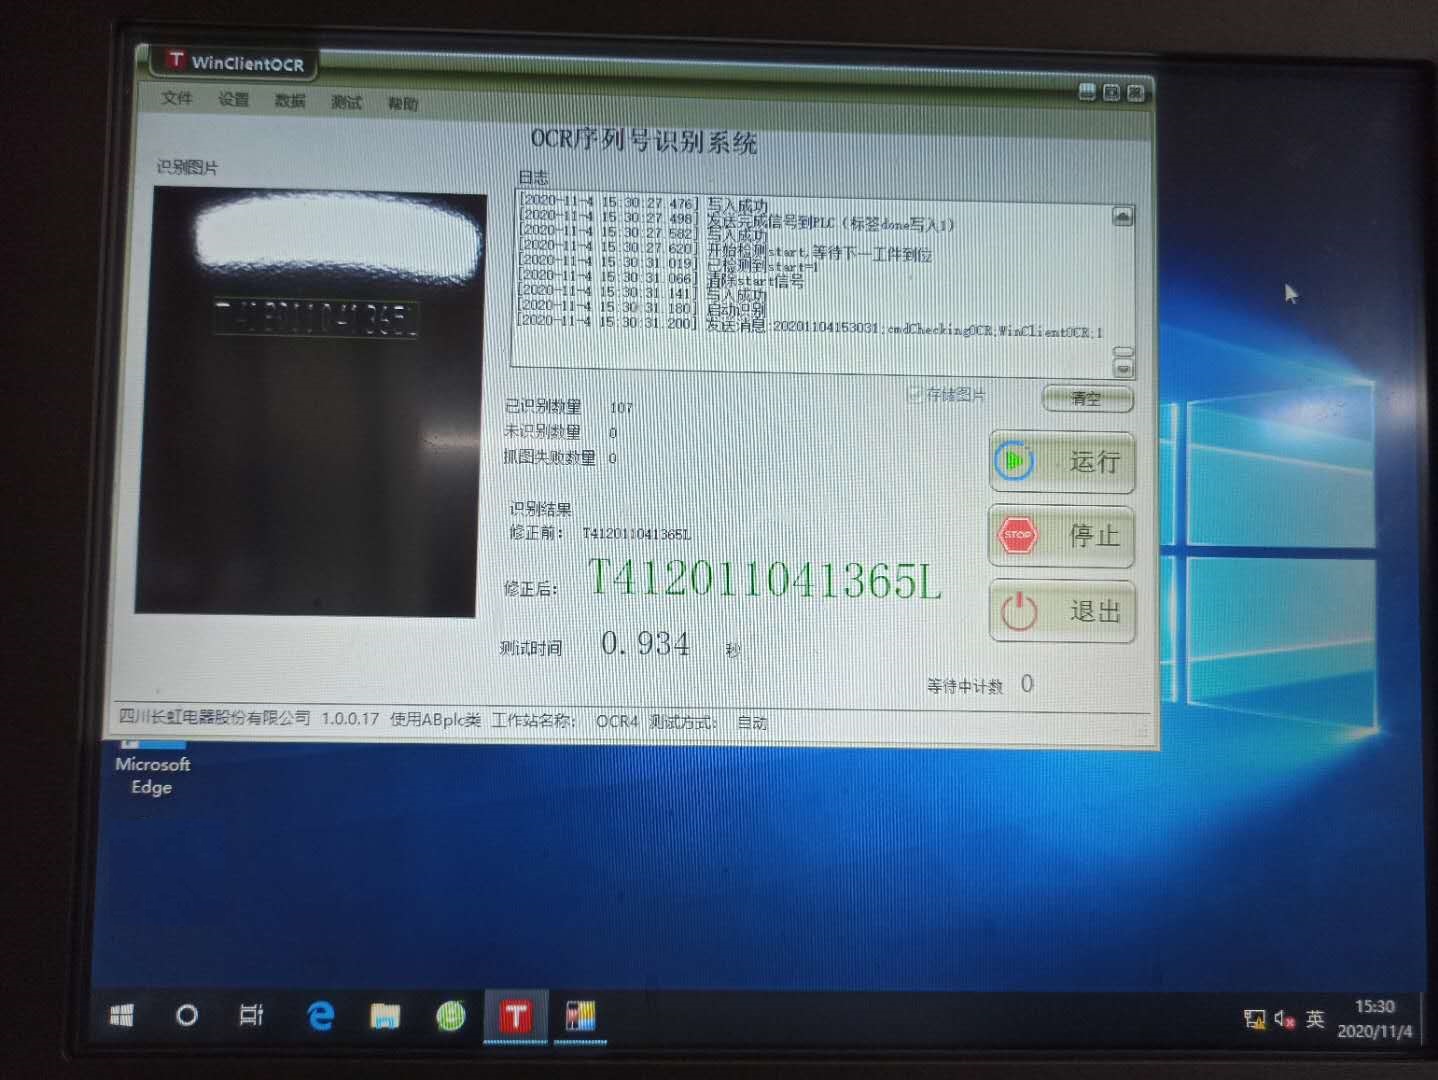 WinClientOCR
文件 设置 数据 测试 帮助
OCR序列号识别系统
识别图片
日志
[2020-11-4 15:30:27.476] 写入成功
[2020-11-4 15:30:27.498] 发送完成信号到PLC（标签done写入1）
[2020-11-4 15:30:27.582] 写入成功
[2020-11-4 15:30:27.620] 开始检测start,等待下一工件到位
[2020-11-4 15:30:31.019] 已检测到start=1
[2020-11-4 15:30:31.066] 清除start信号
[2020-11-4 15:30:31.141] 写入成功
[2020-11-4 15:30:31.180] 启动识别
[2020-11-4 15:30:31.200] 发送消息:20201104153031;cmdCheckingOCR;WinClientOCR;1
存储图片
清空
已识别数量 107
未识别数量 0
抓图失败数量 0
运行
识别结果
修正前： T412011041365L
STOP 停止
修正后： T412011041365L
退出
测试时间 0.934 秒
等待中计数 0
四川长虹电器股份有限公司 1.0.0.17 使用ABplc类 工作站名称： OCR4 测试方式： 自动
Microsoft
Edge
英
15:30
2020/11/4